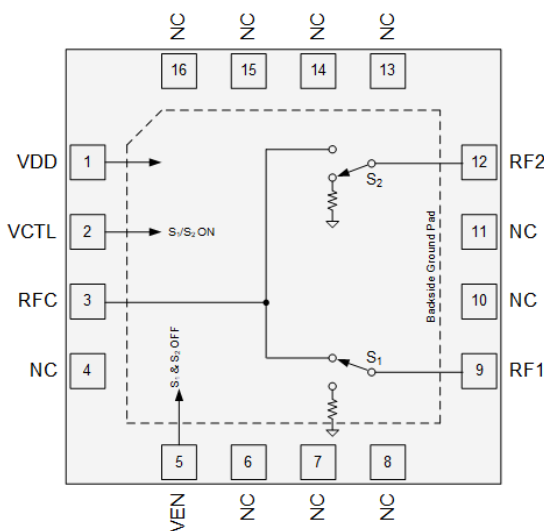 NC NC NC NC
16 15 14 13
VDD 1 12 RF2
S₂
VCTL 2 S₁/S₂ ON 11 NC
Backside Ground Pad
RFC 3 10 NC
S₁ & S₂ OFF
S₁
NC 4 9 RF1
5 6 7 8
VEN NC NC NC